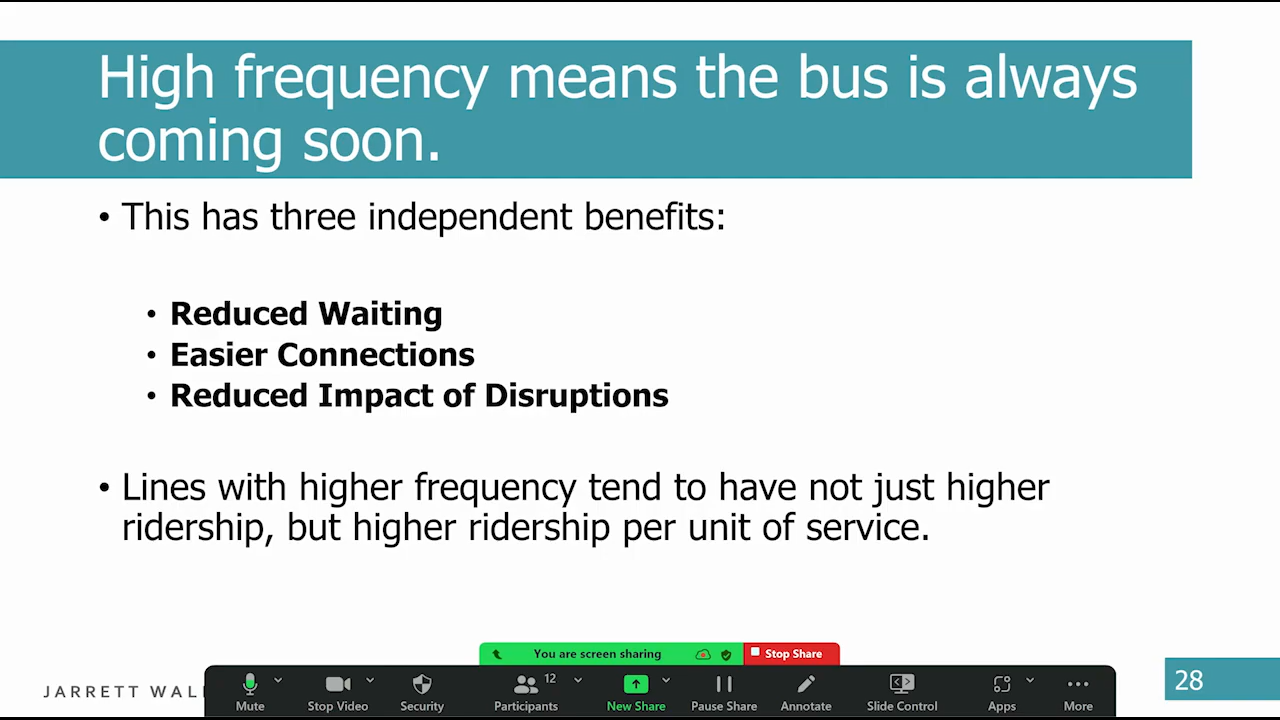 High frequency means the bus is always
coming soon.
• This has three independent benefits:
• Reduced Waiting
• Easier Connections
• Reduced Impact of Disruptions
• Lines with higher frequency tend to have not just higher
ridership, but higher ridership per unit of service.
You are screen sharing
Stop Share
JARRETT
28
12
Mute
Stop Video
Security
Participants
New Share
Pause Share
Annotate
Slide Control
Apps
More